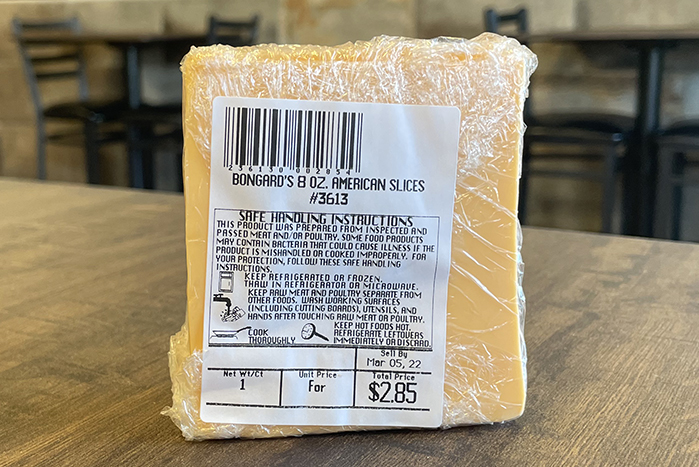 236130 002854
BONGARD'S 8 OZ. AMERICAN SLICES
#3613
SAFE HANDLING INSTRUCTIONS
THIS PRODUCT WAS PREPARED FROM INSPECTED AND
PASSED MEAT AND/OR POULTRY. SOME FOOD PRODUCTS
MAY CONTAIN BACTERIA THAT COULD CAUSE ILLNESS IF THE
PRODUCT IS MISHANDLED OR COOKED IMPROPERLY. FOR
YOUR PROTECTION, FOLLOW THESE SAFE HANDLING
INSTRUCTIONS.
KEEP REFRIGERATED OR FROZEN.
THAW IN REFRIGERATOR OR MICROWAVE.
KEEP RAW MEAT AND POULTRY SEPARATE FROM
OTHER FOODS. WASH WORKING SURFACES
(INCLUDING CUTTING BOARDS), UTENSILS, AND
HANDS AFTER TOUCHING RAW MEAT OR POULTRY.
COOK
THOROUGHLY
KEEP HOT FOODS HOT.
REFRIGERATE LEFTOVERS
IMMEDIATELY OR DISCARD.
Sell By
Mar 05, 22
Net Wt/Ct
1
Unit Price
For
Total Price
$2.85